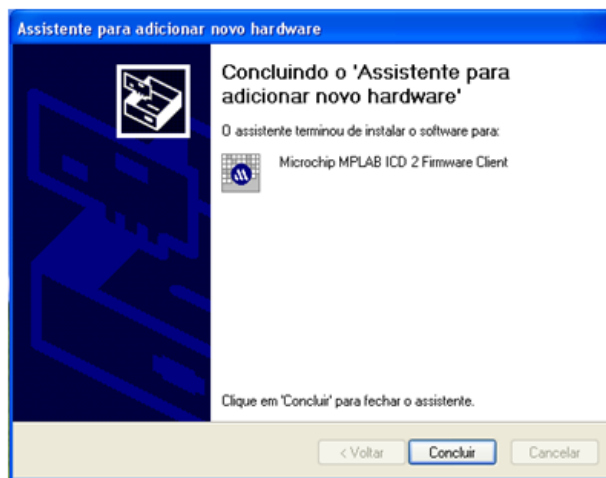 Assistente para adicionar novo hardware
Concluindo o 'Assistente para
adicionar novo hardware'
O assistente terminou de instalar o software para:
Microchip MPLAB ICD 2 Firmware Client
Clique em 'Concluir' para fechar o assistente.
< Voltar
Concluir
Cancelar